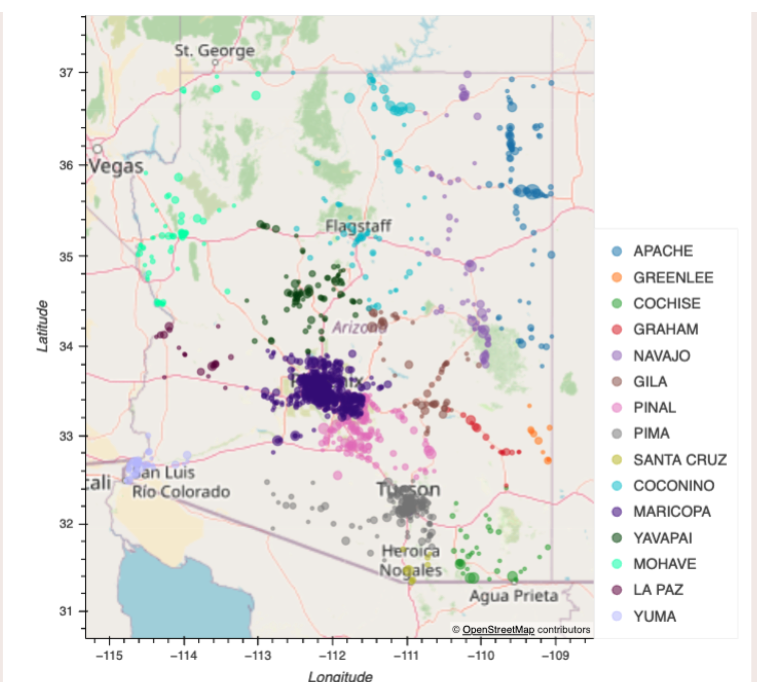 St. George
Vegas
Flagstaff
Arizona
ix
Tucson
cali
San Luis
Río Colorado
Heroica
Nogales
Agua Prieta
© OpenStreetMap contributors
37
36
35
34
33
32
31
Latitude
−115
−114
−113
−112
−111
−110
−109
Longitude
APACHE
GREENLEE
COCHISE
GRAHAM
NAVAJO
GILA
PINAL
PIMA
SANTA CRUZ
COCONINO
MARICOPA
YAVAPAI
MOHAVE
LA PAZ
YUMA